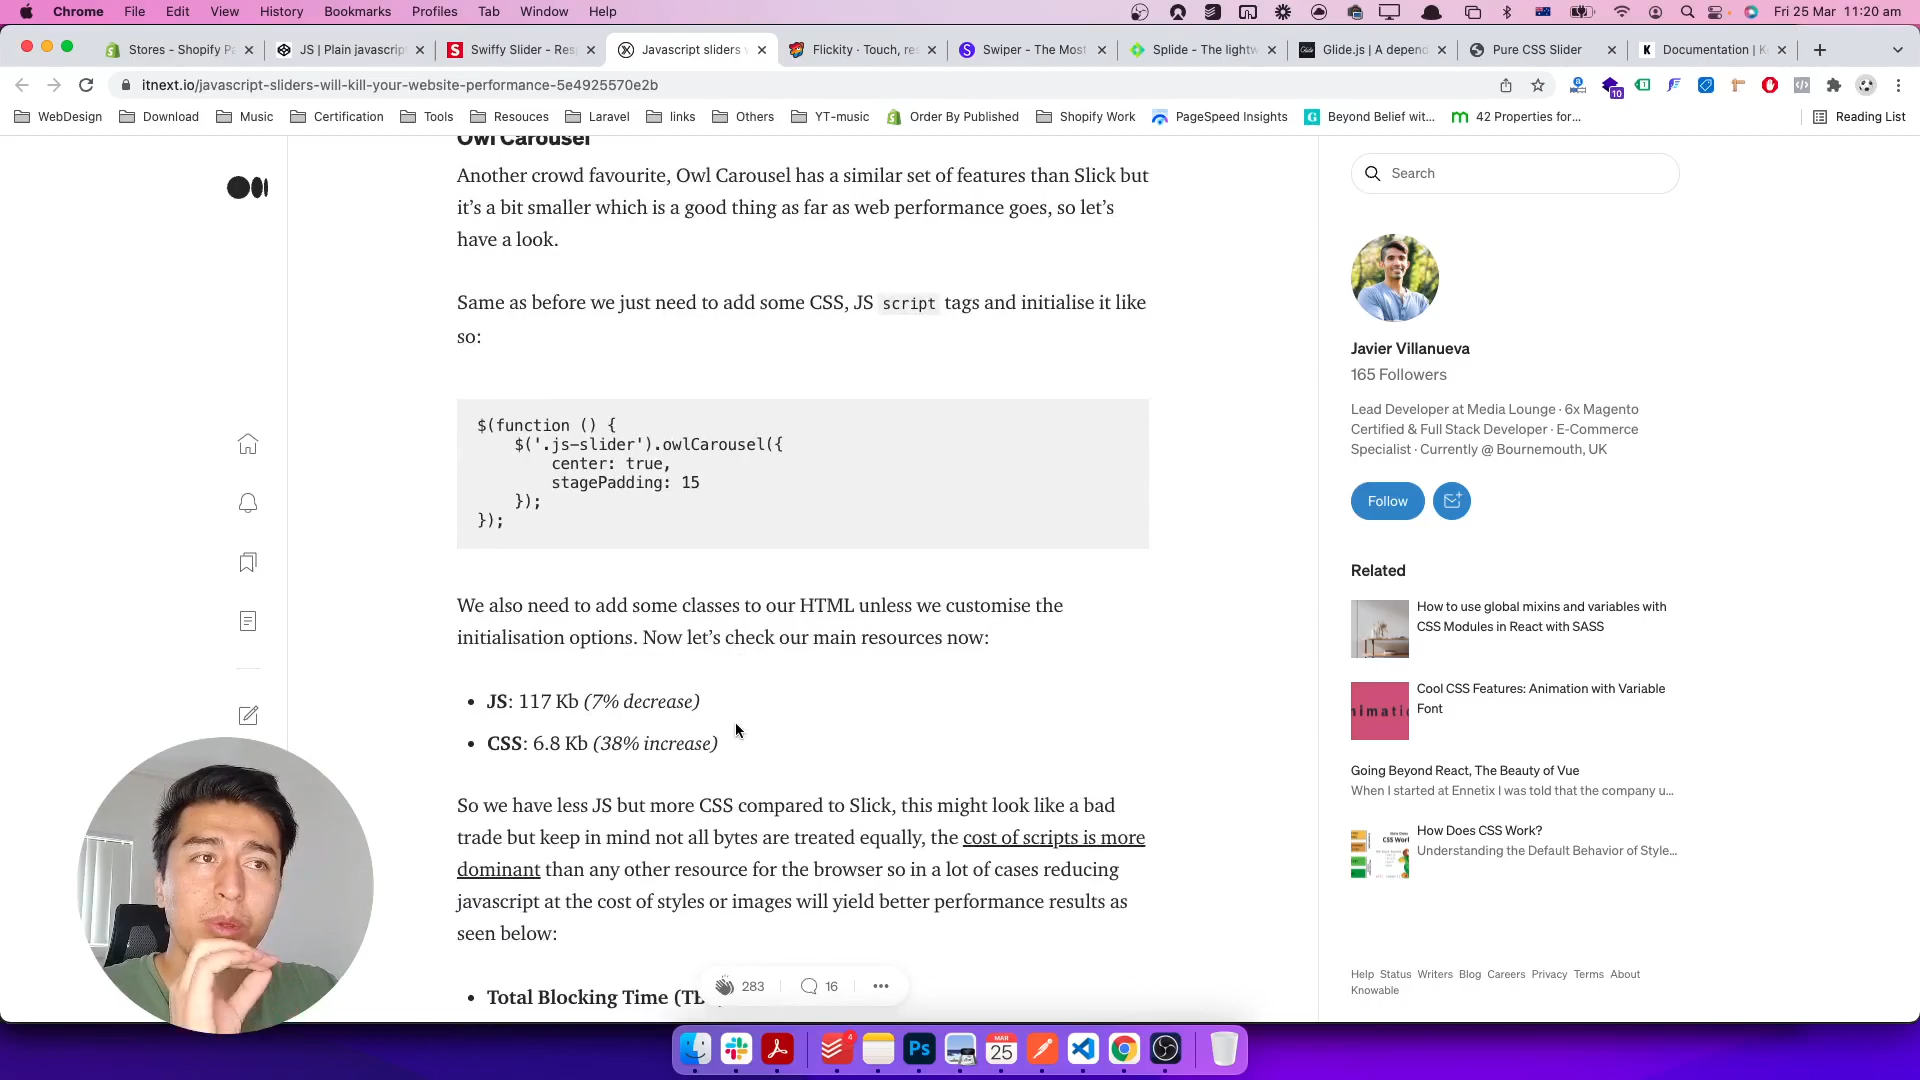 Chrome File Edit View History Bookmarks Profiles Tab Window Help
Fri 25 Mar 11:20 am
Stores - Shopify Pa
JS | Plain javascrip
Swiffy Slider - Res
Javascript sliders
Flickity - Touch, re
Swiper - The Most
Splide - The lightw
Glide.js | A depen
Pure CSS Slider
Documentation |
itnext.io/javascript-sliders-will-kill-your-website-performance-5e4925570e2b
10
WebDesign Download Music Certification Tools Resouces Laravel links Others YT-music Order By Published Shopify Work PageSpeed Insights Beyond Belief wit... 42 Properties for... Reading List
Owl Carousel
Another crowd favourite, Owl Carousel has a similar set of features than Slick but
it's a bit smaller which is a good thing as far as web performance goes, so let's
have a look.
Same as before we just need to add some CSS, JS script tags and initialise it like
so:
$(function () {
$('.js-slider').owlCarousel({
center: true,
stagePadding: 15
});
});
We also need to add some classes to our HTML unless we customise the
initialisation options. Now let's check our main resources now:
• JS: 117 Kb (7% decrease)
• CSS: 6.8 Kb (38% increase)
So we have less JS but more CSS compared to Slick, this might look like a bad
trade but keep in mind not all bytes are treated equally, the cost of scripts is more
dominant than any other resource for the browser so in a lot of cases reducing
javascript at the cost of styles or images will yield better performance results as
seen below:
• Total Blocking Time
283 16
Search
Javier Villanueva
165 Followers
Lead Developer at Media Lounge · 6x Magento
Certified & Full Stack Developer · E-Commerce
Specialist · Currently @ Bournemouth, UK
Follow
Related
How to use global mixins and variables with
CSS Modules in React with SASS
Cool CSS Features: Animation with Variable
Font
Going Beyond React, The Beauty of Vue
When I started at Ennetix I was told that the company u...
How Does CSS Work?
Understanding the Default Behavior of Style...
Help Status Writers Blog Careers Privacy Terms About
Knowable
4
Ps
MAR
25